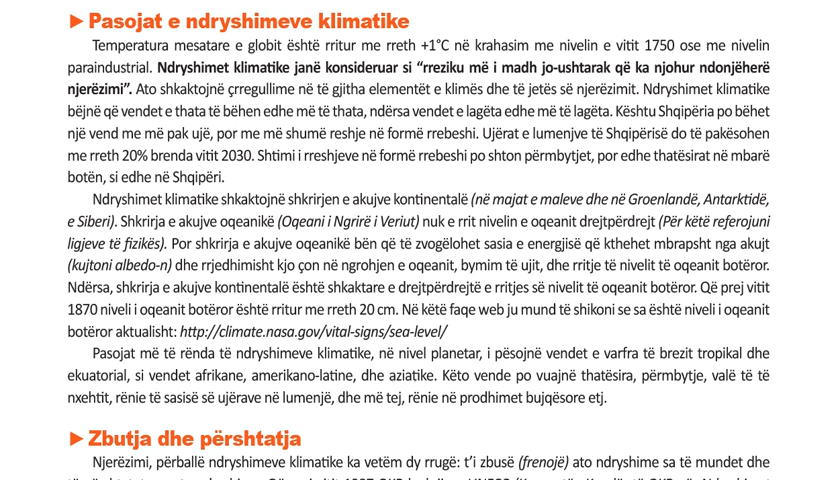 ► Pasojat e ndryshimeve klimatike
Temperatura mesatare e globit është rritur me rreth +1°C në krahasim me nivelin e vitit 1750 ose me nivelin
paraindustrial. Ndryshimet klimatike janë konsideruar si “rreziku më i madh jo-ushtarak që ka njohur ndonjëherë
njerëzimi”. Ato shkaktojnë çrregullime në të gjitha elementët e klimës dhe të jetës së njerëzimit. Ndryshimet klimatike
bëjnë që vendet e thata të bëhen edhe më të thata, ndërsa vendet e lagëta edhe më të lagëta. Kështu Shqipëria po bëhet
një vend me më pak ujë, por me më shumë reshje në formë rrebeshi. Ujërat e lumenjve të Shqipërisë do të pakësohen
me rreth 20% brenda vitit 2030. Shtimi i rreshjeve në formë rrebeshi po shton përmbytjet, por edhe thatësirat në mbarë
botën, si edhe në Shqipëri.
Ndryshimet klimatike shkaktojnë shkrirjen e akujve kontinentalë (në majat e maleve dhe në Groenlandë, Antarktidë,
e Siberi). Shkrirja e akujve oqeanikë (Oqeani i Ngrirë i Veriut) nuk e rrit nivelin e oqeanit drejtpërdrejt (Për këtë referojuni
ligjeve të fizikës). Por shkrirja e akujve oqeanikë bën që të zvogëlohet sasia e energjisë që kthehet mbrapsht nga akujt
(kujtoni albedo-n) dhe rrjedhimisht kjo çon në ngrohjen e oqeanit, bymim të ujit, dhe rritje të nivelit të oqeanit botëror.
Ndërsa, shkrirja e akujve kontinentalë është shkaktare e drejtpërdrejtë e rritjes së nivelit të oqeanit botëror. Që prej vitit
1870 niveli i oqeanit botëror është rritur me rreth 20 cm. Në këtë faqe web ju mund të shikoni se sa është niveli i oqeanit
botëror aktualisht: http://climate.nasa.gov/vital-signs/sea-level/
Pasojat më të rënda të ndryshimeve klimatike, në nivel planetar, i pësojnë vendet e varfra të brezit tropikal dhe
ekuatorial, si vendet afrikane, amerikano-latine, dhe aziatike. Këto vende po vuajnë thatësira, përmbytje, valë të të
nxehtit, rënie të sasisë së ujërave në lumenjë, dhe më tej, rënie në prodhimet bujqësore etj.
► Zbutja dhe përshtatja
Njerëzimi, përballë ndryshimeve klimatike ka vetëm dy rrugë: t’i zbusë (frenojë) ato ndryshime sa të mundet dhe